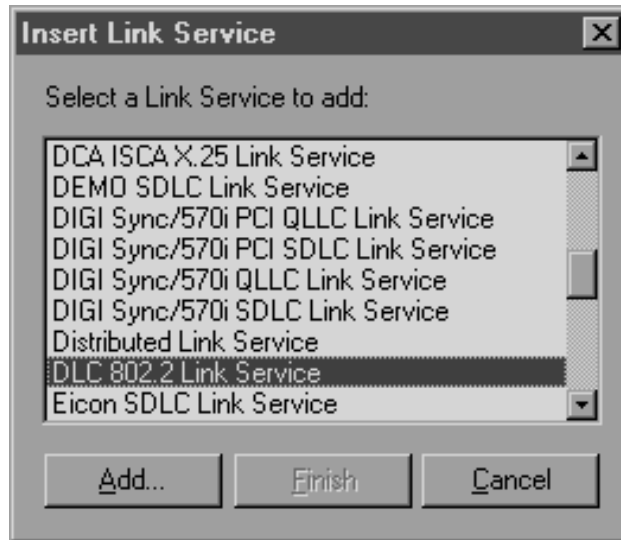 Insert Link Service
Select a Link Service to add:
DCA ISCA X.25 Link Service
DEMO SDLC Link Service
DIGI Sync/570i PCI QLLC Link Service
DIGI Sync/570i PCI SDLC Link Service
DIGI Sync/570i QLLC Link Service
DIGI Sync/570i SDLC Link Service
Distributed Link Service
DLC 802.2 Link Service
Eicon SDLC Link Service
Add... Finish Cancel